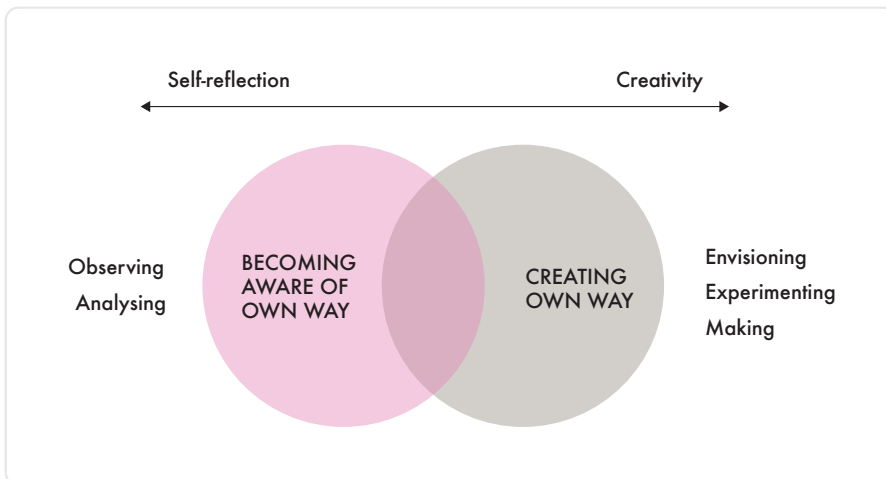 Self-reflection
Creativity
Observing
Analysing
BECOMING
AWARE OF
OWN WAY
CREATING
OWN WAY
Envisioning
Experimenting
Making